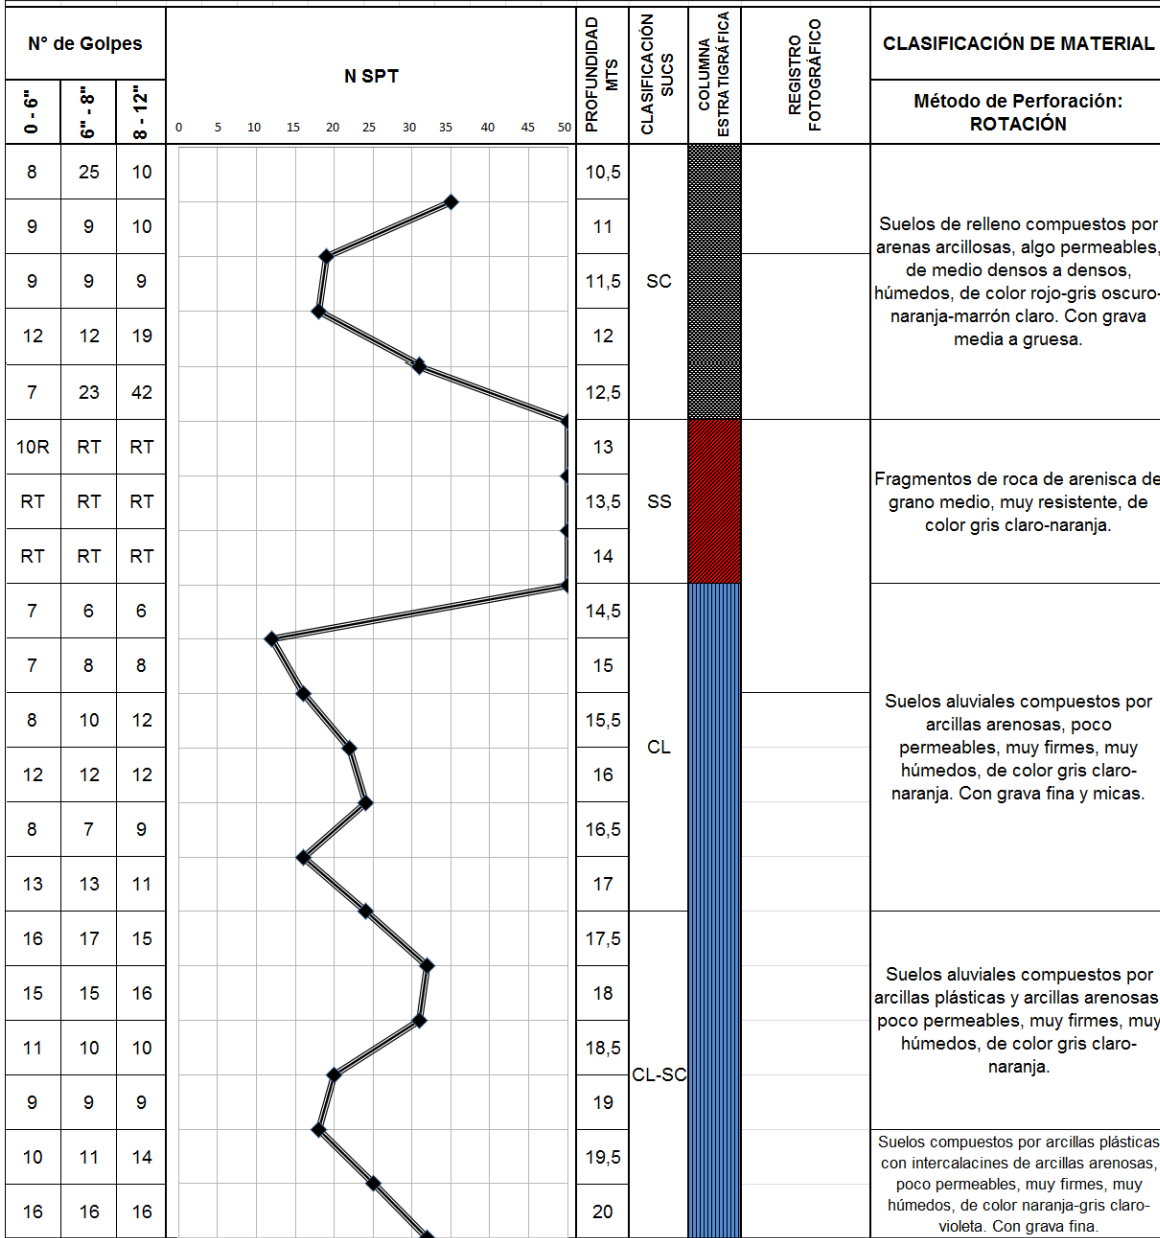 N° de Golpes
N SPT
PROFUNDIDAD
MTS
CLASIFICACIÓN
SUCS
COLUMNA
ESTRATIGRÁFICA
REGISTRO
FOTOGRÁFICO
CLASIFICACIÓN DE MATERIAL
0 - 6"
6" - 8"
8 - 12"
Método de Perforación:
ROTACIÓN
0 5 10 15 20 25 30 35 40 45 50
8 25 10 10,5
9 9 10 11
9 9 9 11,5
12 12 19 12
7 23 42 12,5
SC
Suelos de relleno compuestos por
arenas arcillosas, algo permeables,
de medio densos a densos,
húmedos, de color rojo-gris oscuro-
naranja-marrón claro. Con grava
media a gruesa.
10R RT RT 13
RT RT RT 13,5
RT RT RT 14
SS
Fragmentos de roca de arenisca de
grano medio, muy resistente, de
color gris claro-naranja.
7 6 6 14,5
7 8 8 15
8 10 12 15,5
12 12 12 16
8 7 9 16,5
13 13 11 17
CL
Suelos aluviales compuestos por
arcillas arenosas, poco
permeables, muy firmes, muy
húmedos, de color gris claro-
naranja. Con grava fina y micas.
16 17 15 17,5
15 15 16 18
11 10 10 18,5
9 9 9 19
CL-SC
Suelos aluviales compuestos por
arcillas plásticas y arcillas arenosas,
poco permeables, muy firmes, muy
húmedos, de color gris claro-
naranja.
10 11 14 19,5
16 16 16 20
Suelos compuestos por arcillas plásticas
con intercalacines de arcillas arenosas,
poco permeables, muy firmes, muy
húmedos, de color naranja-gris claro-
violeta. Con grava fina.